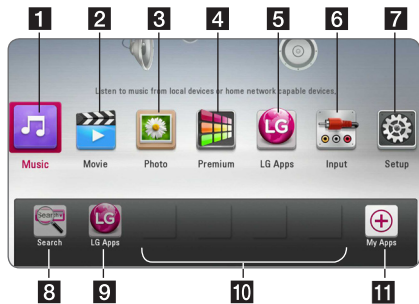 1 2 3 4 5 6 7
Listen to music from local devices or home network capable devices.
LG
Music Movie Photo Premium LG Apps Input Setup
Search LG
Search LG Apps My Apps
8 9 10 11